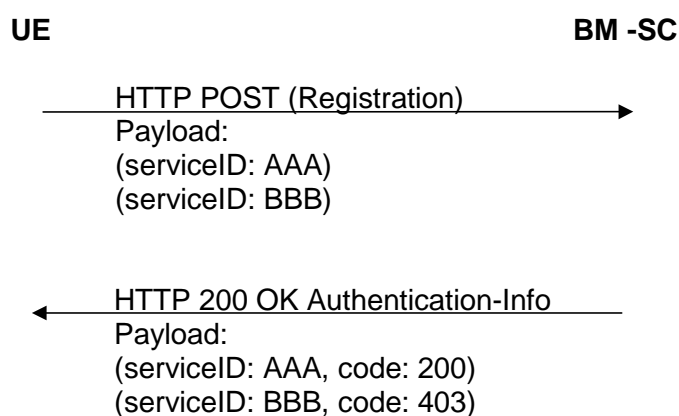 UE
BM -SC
HTTP POST (Registration)
Payload:
(serviceID: AAA)
(serviceID: BBB)
HTTP 200 OK Authentication-Info
Payload:
(serviceID: AAA, code: 200)
(serviceID: BBB, code: 403)